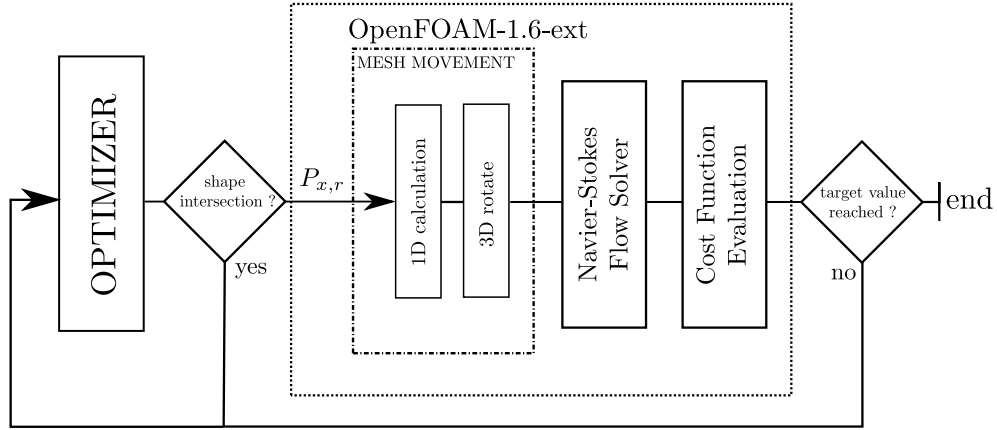 OpenFOAM-1.6-ext
MESH MOVEMENT
OPTIMIZER
shape
intersection ?
yes
P_{x,r}
1D calculation
3D rotate
Navier-Stokes
Flow Solver
Cost Function
Evaluation
target value
reached ?
no
end